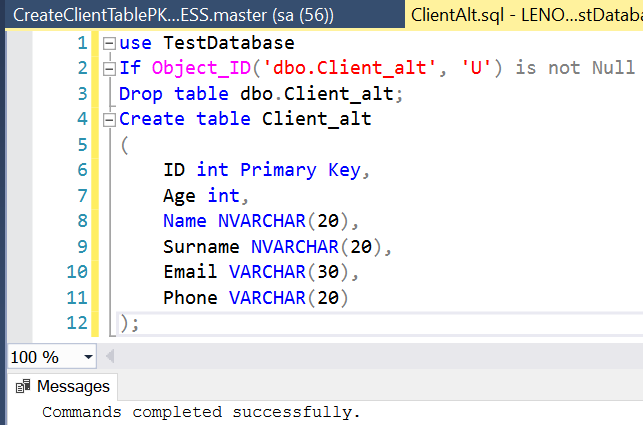 CreateClientTablePK...ESS.master (sa (56))
ClientAlt.sql - LENO...stDataba
1 use TestDatabase
2 If Object_ID('dbo.Client_alt', 'U') is not Null
3 Drop table dbo.Client_alt;
4 Create table Client_alt
5 (
6 ID int Primary Key,
7 Age int,
8 Name NVARCHAR(20),
9 Surname NVARCHAR(20),
10 Email VARCHAR(30),
11 Phone VARCHAR(20)
12 );
100 %
Messages
Commands completed successfully.